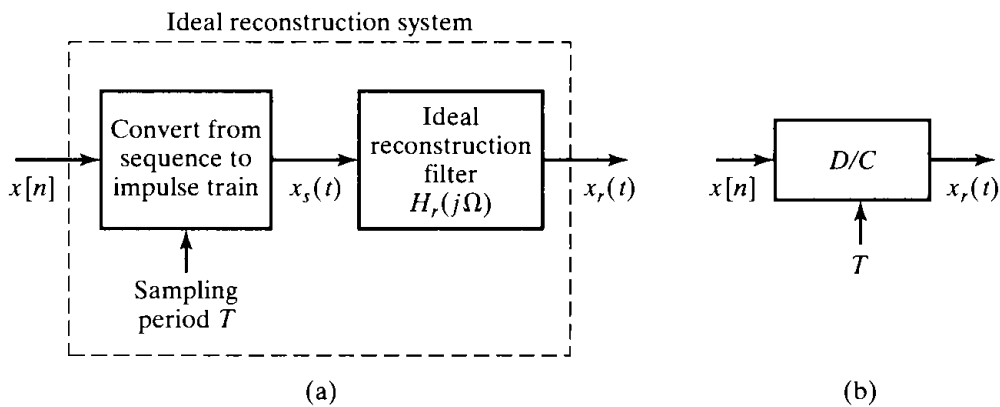 Ideal reconstruction system
Convert from
sequence to
impulse train
Ideal
reconstruction
filter
H_r(jΩ)
x[n]
x_s(t)
x_r(t)
Sampling
period T
(a)
D/C
x[n]
x_r(t)
T
(b)